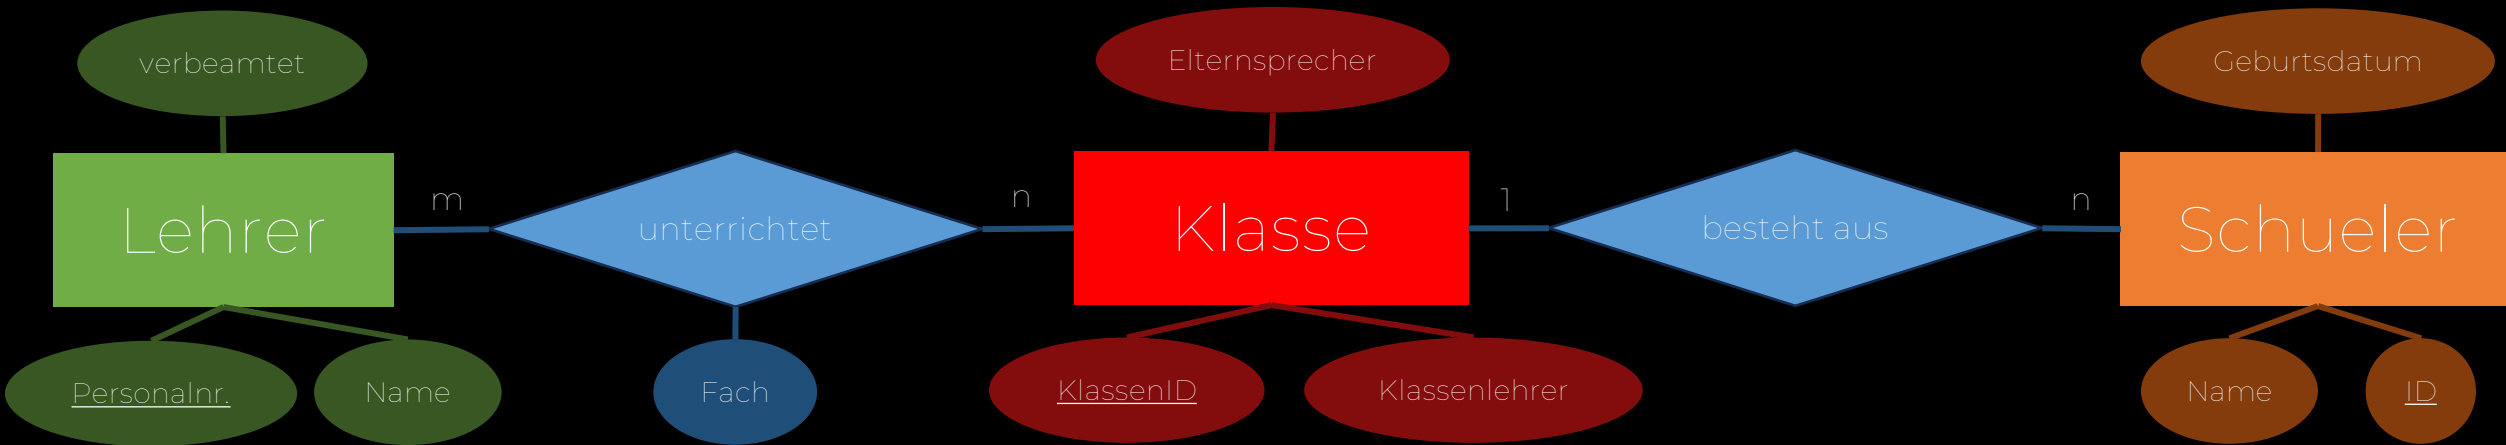 verbeamtet
Elternsprecher
Geburtsdatum
Lehrer
m
unterrichtet
n
Klasse
1
besteht aus
n
Schueler
Personalnr.
Name
Fach
KlassenID
Klassenlehrer
Name
ID